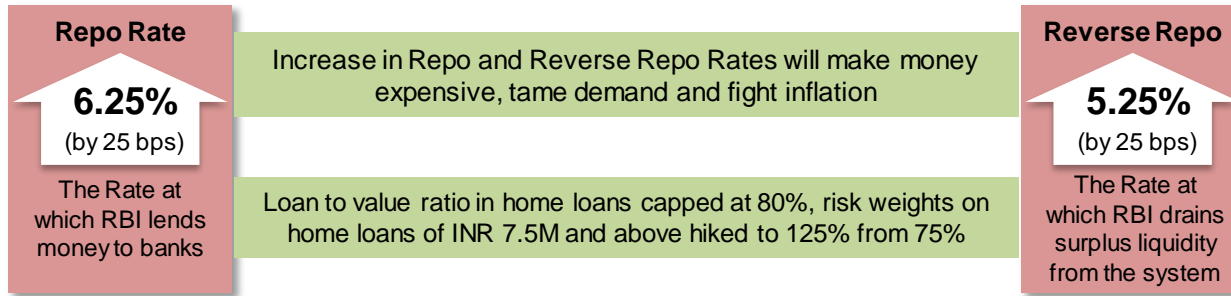 Repo Rate
6.25%
(by 25 bps)
The Rate at
which RBI lends
money to banks
Increase in Repo and Reverse Repo Rates will make money
expensive, tame demand and fight inflation
Loan to value ratio in home loans capped at 80%, risk weights on
home loans of INR 7.5M and above hiked to 125% from 75%
Reverse Repo
5.25%
(by 25 bps)
The Rate at
which RBI drains
surplus liquidity
from the system